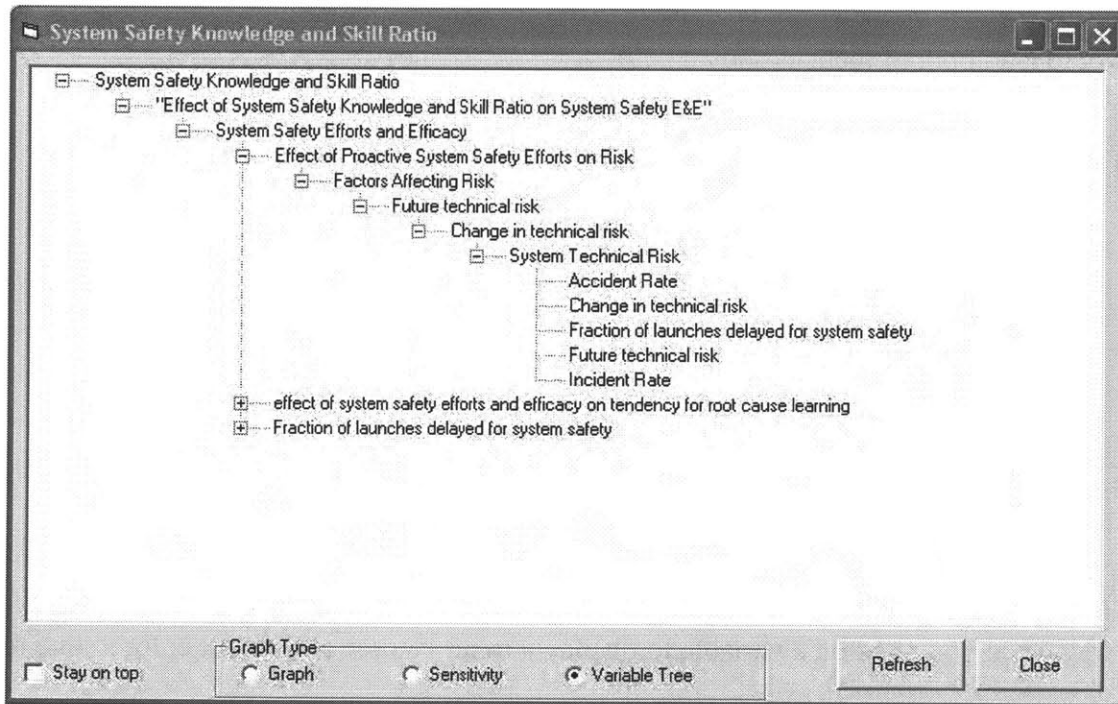 System Safety Knowledge and Skill Ratio
System Safety Knowledge and Skill Ratio
"Effect of System Safety Knowledge and Skill Ratio on System Safety E&E"
System Safety Efforts and Efficacy
Effect of Proactive System Safety Efforts on Risk
Factors Affecting Risk
Future technical risk
Change in technical risk
System Technical Risk
Accident Rate
Change in technical risk
Fraction of launches delayed for system safety
Future technical risk
Incident Rate
effect of system safety efforts and efficacy on tendency for root cause learning
Fraction of launches delayed for system safety
Graph Type
Stay on top Graph Sensitivity Variable Tree Refresh Close